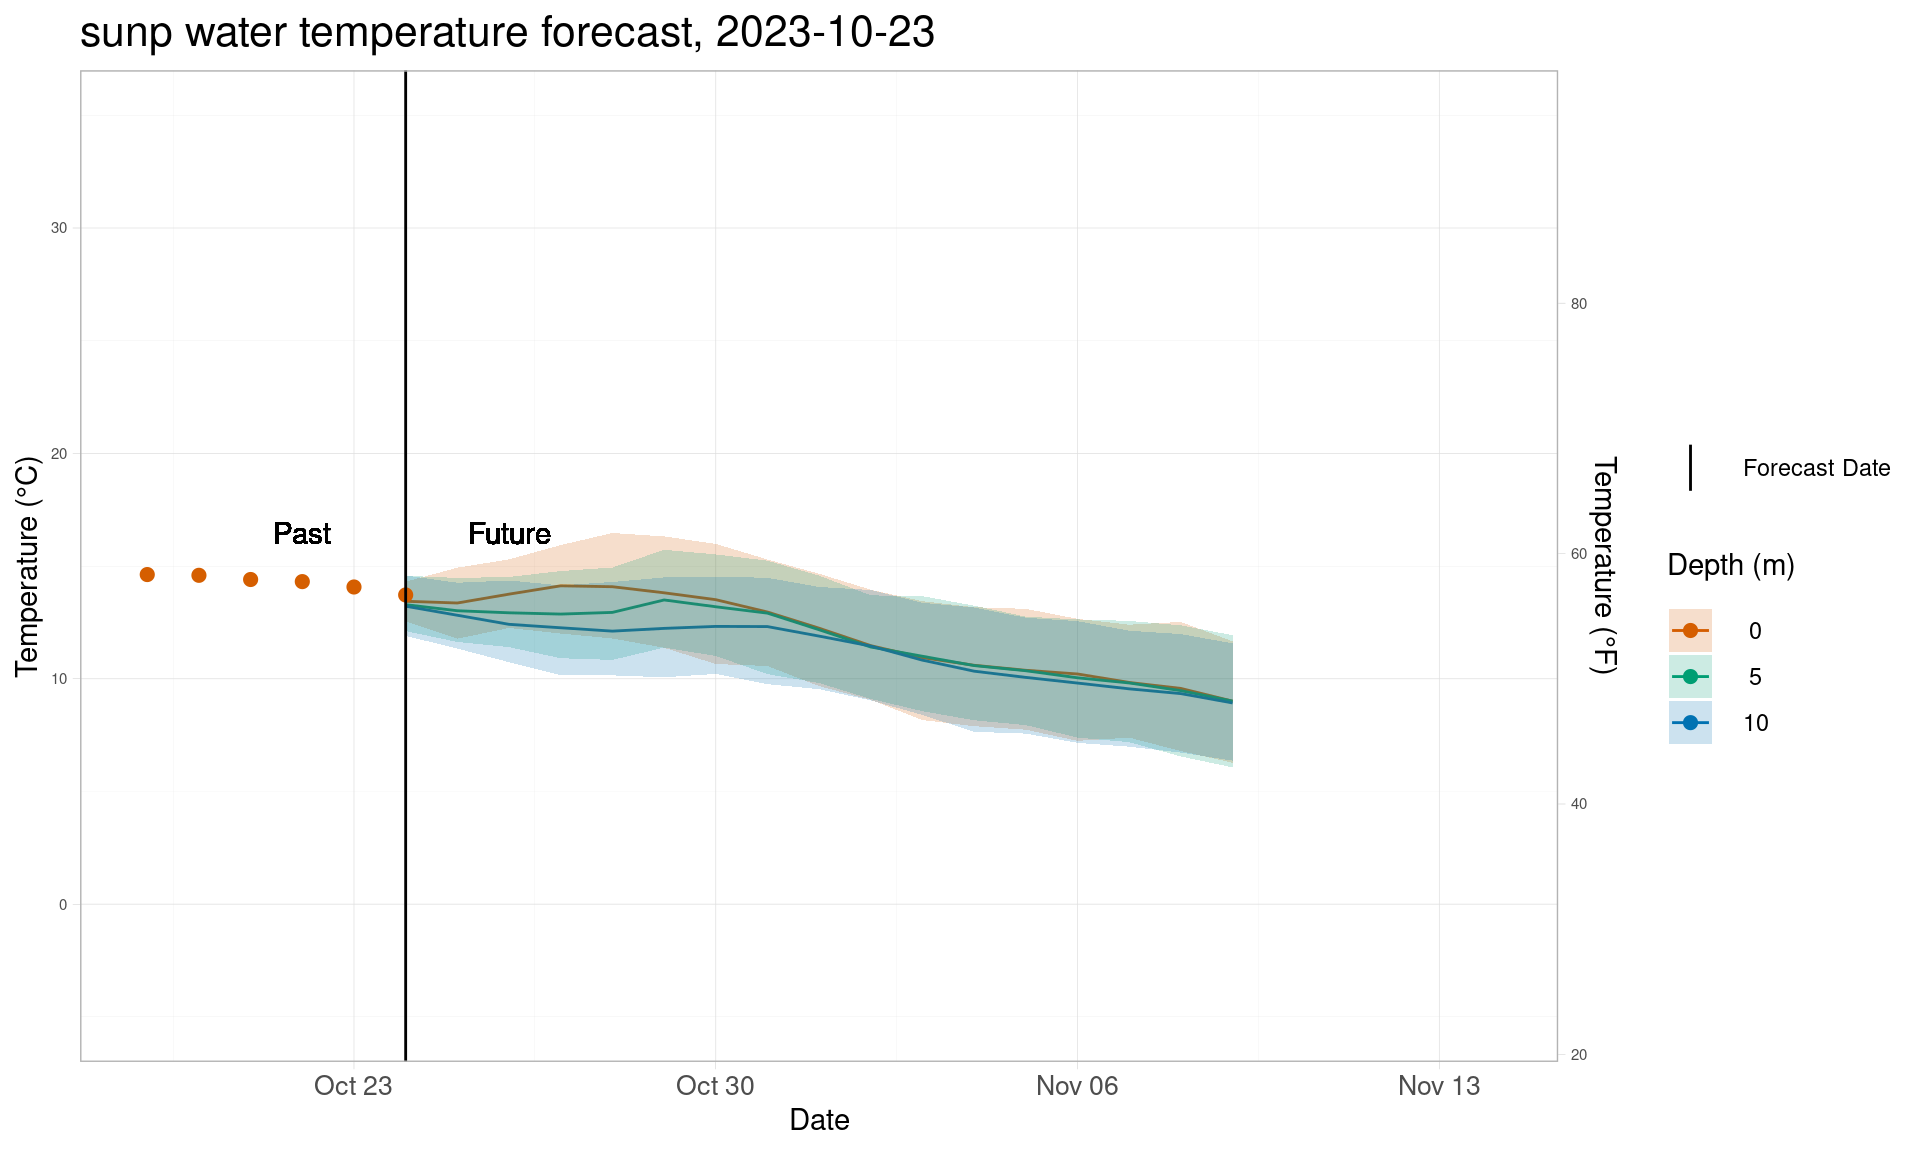 sunp water temperature forecast, 2023-10-23
Temperature (°C)
30
20
10
0
Past
Future
80
60
40
20
Temperature (°F)
Oct 23
Oct 30
Nov 06
Nov 13
Date
Forecast Date
Depth (m)
0
5
10